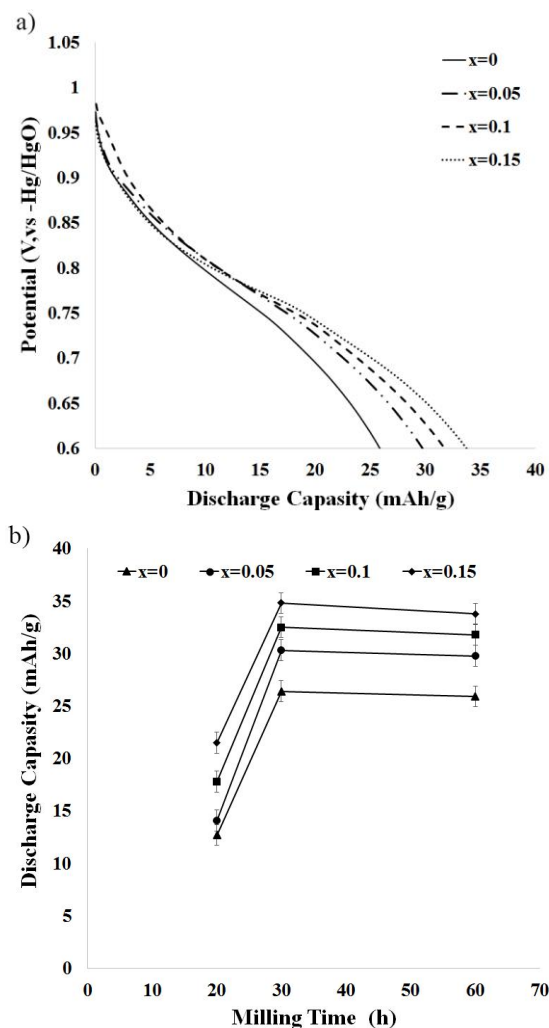 a)
1.05
1
0.95
0.9
0.85
0.8
0.75
0.7
0.65
0.6
Potential (V,vs -Hg/HgO)
x=0
x=0.05
x=0.1
x=0.15
0 5 10 15 20 25 30 35 40
Discharge Capasity (mAh/g)
b)
40
35
30
25
20
15
10
5
0
Discharge Capasity (mAh/g)
x=0 x=0.05 x=0.1 x=0.15
0 10 20 30 40 50 60 70
Milling Time (h)